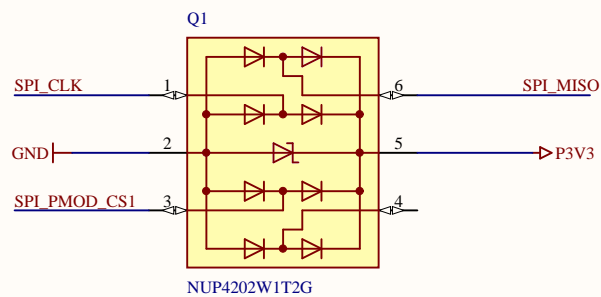 Q1
SPI_CLK 1 6 SPI_MISO
GND 2 5 P3V3
SPI_PMOD_CS1 3 4
NUP4202W1T2G